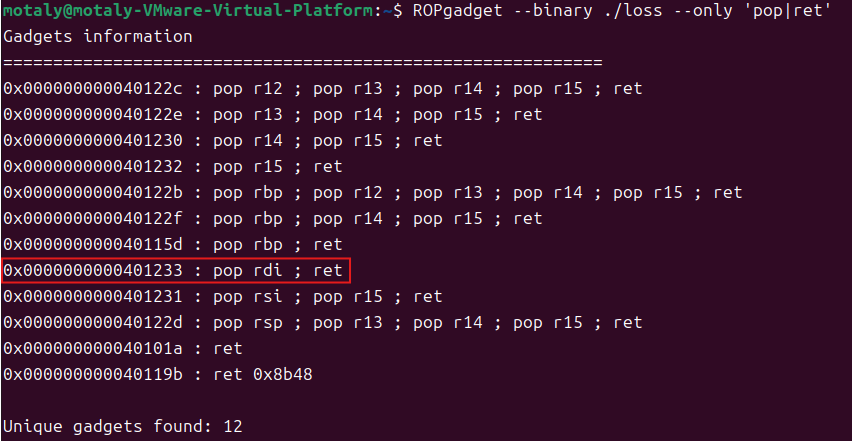 motaly@motaly-VMware-Virtual-Platform:~$ ROPgadget --binary ./loss --only 'pop|ret'
Gadgets information
============================================================
0x000000000040122c : pop r12 ; pop r13 ; pop r14 ; pop r15 ; ret
0x000000000040122e : pop r13 ; pop r14 ; pop r15 ; ret
0x0000000000401230 : pop r14 ; pop r15 ; ret
0x0000000000401232 : pop r15 ; ret
0x000000000040122b : pop rbp ; pop r12 ; pop r13 ; pop r14 ; pop r15 ; ret
0x000000000040122f : pop rbp ; pop r14 ; pop r15 ; ret
0x000000000040115d : pop rbp ; ret
0x0000000000401233 : pop rdi ; ret
0x0000000000401231 : pop rsi ; pop r15 ; ret
0x000000000040122d : pop rsp ; pop r13 ; pop r14 ; pop r15 ; ret
0x000000000040101a : ret
0x000000000040119b : ret 0x8b48
Unique gadgets found: 12